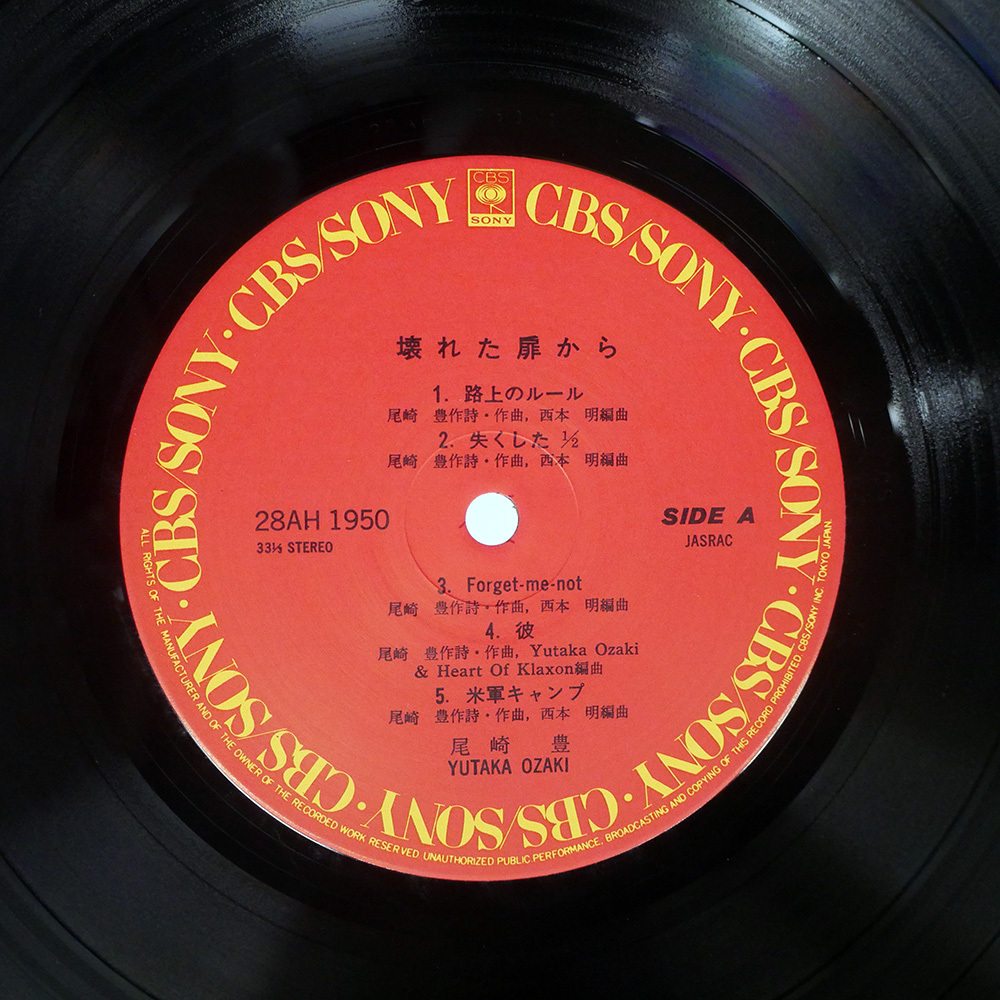 CBS
SONY
CBS/SONY · CBS/SONY · CBS/SONY · CBS/SONY · CBS/SONY · CBS/SONY · CBS/SONY · CBS/SONY · CBS/SONY · CBS/SONY
壊れた扉から
1. 路上のルール
尾崎 豊作詩・作曲, 西本 明編曲
2. 失くした ½
尾崎 豊作詩・作曲, 西本 明編曲
28AH 1950
33⅓ STEREO
SIDE A
JASRAC
3. Forget-me-not
尾崎 豊作詩・作曲, 西本 明編曲
4. 彼
尾崎 豊作詩・作曲, Yutaka Ozaki
& Heart Of Klaxon編曲
5. 米軍キャンプ
尾崎 豊作詩・作曲, 西本 明編曲
尾崎 豊
YUTAKA OZAKI
ALL RIGHTS OF THE MANUFACTURER AND OF THE OWNER OF THE RECORDED WORK RESERVED. UNAUTHORIZED PUBLIC PERFORMANCE, BROADCASTING AND COPYING OF THIS RECORD PROHIBITED. CBS/SONY INC. TOKYO JAPAN.